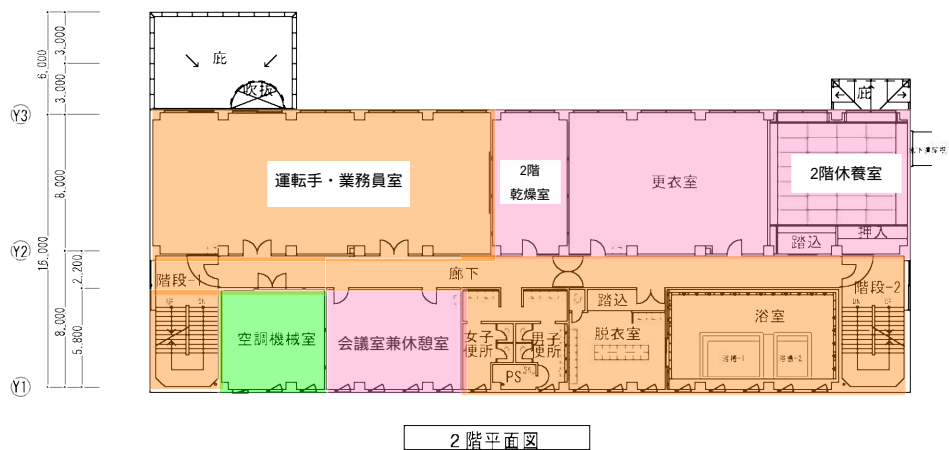 6,000
3,000
3,000
庇
吹抜
庇
Y3
8,000
運転手・業務員室
2階
乾燥室
更衣室
2階休養室
踏込
押入
Y2
16,000
2,200
階段-1
廊下
階段-2
UP
DN
8,000
5,800
空調機械室
会議室兼休憩室
女子
便所
男子
便所
PS
踏込
脱衣室
浴室
浴槽-1
浴槽-2
Y1
2階平面図